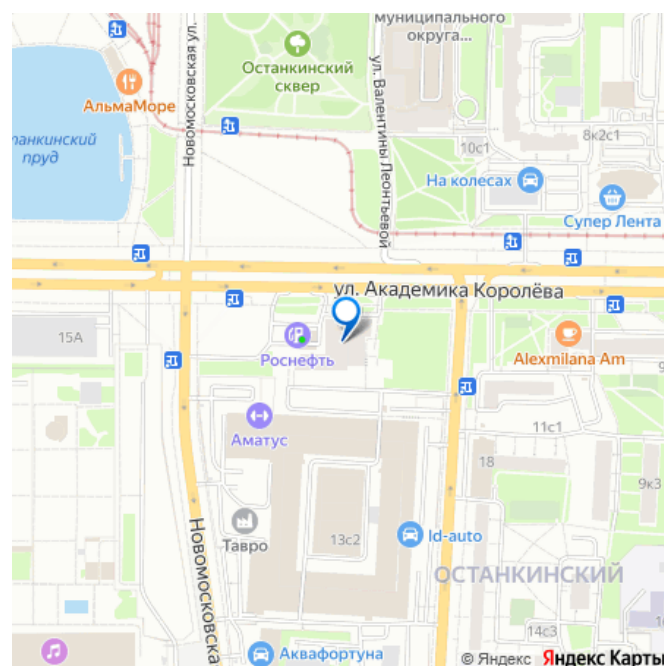 муниципального
округа...
Новомосковская ул.
Останкинский
сквер
ул. Валентины Леонтьевой
АльмаМоре
станкинский
пруд
10с1
8к2с1
На колесах
Супер Лента
ул. Академика Королёва
15А
Роснефть
Alexmilana Am
Аматус
11с1
18
9к3
Новомосковска
Тавро
13с2
Id-auto
ОСТАНКИНСКИЙ
14с3
Аквафортуна
© Яндекс Яндекс Карты